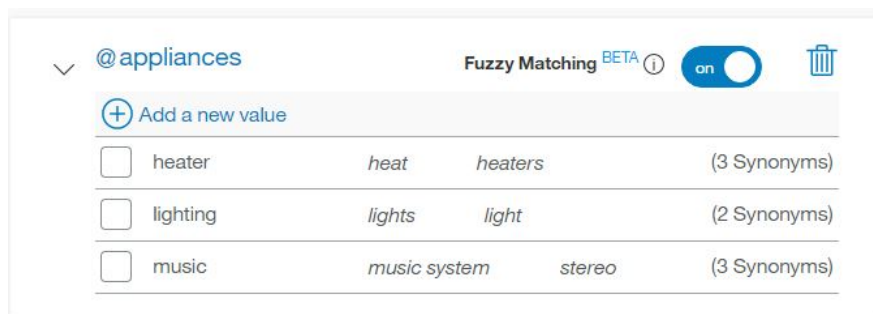 @appliances Fuzzy Matching BETA i on
+ Add a new value
heater heat heaters (3 Synonyms)
lighting lights light (2 Synonyms)
music music system stereo (3 Synonyms)